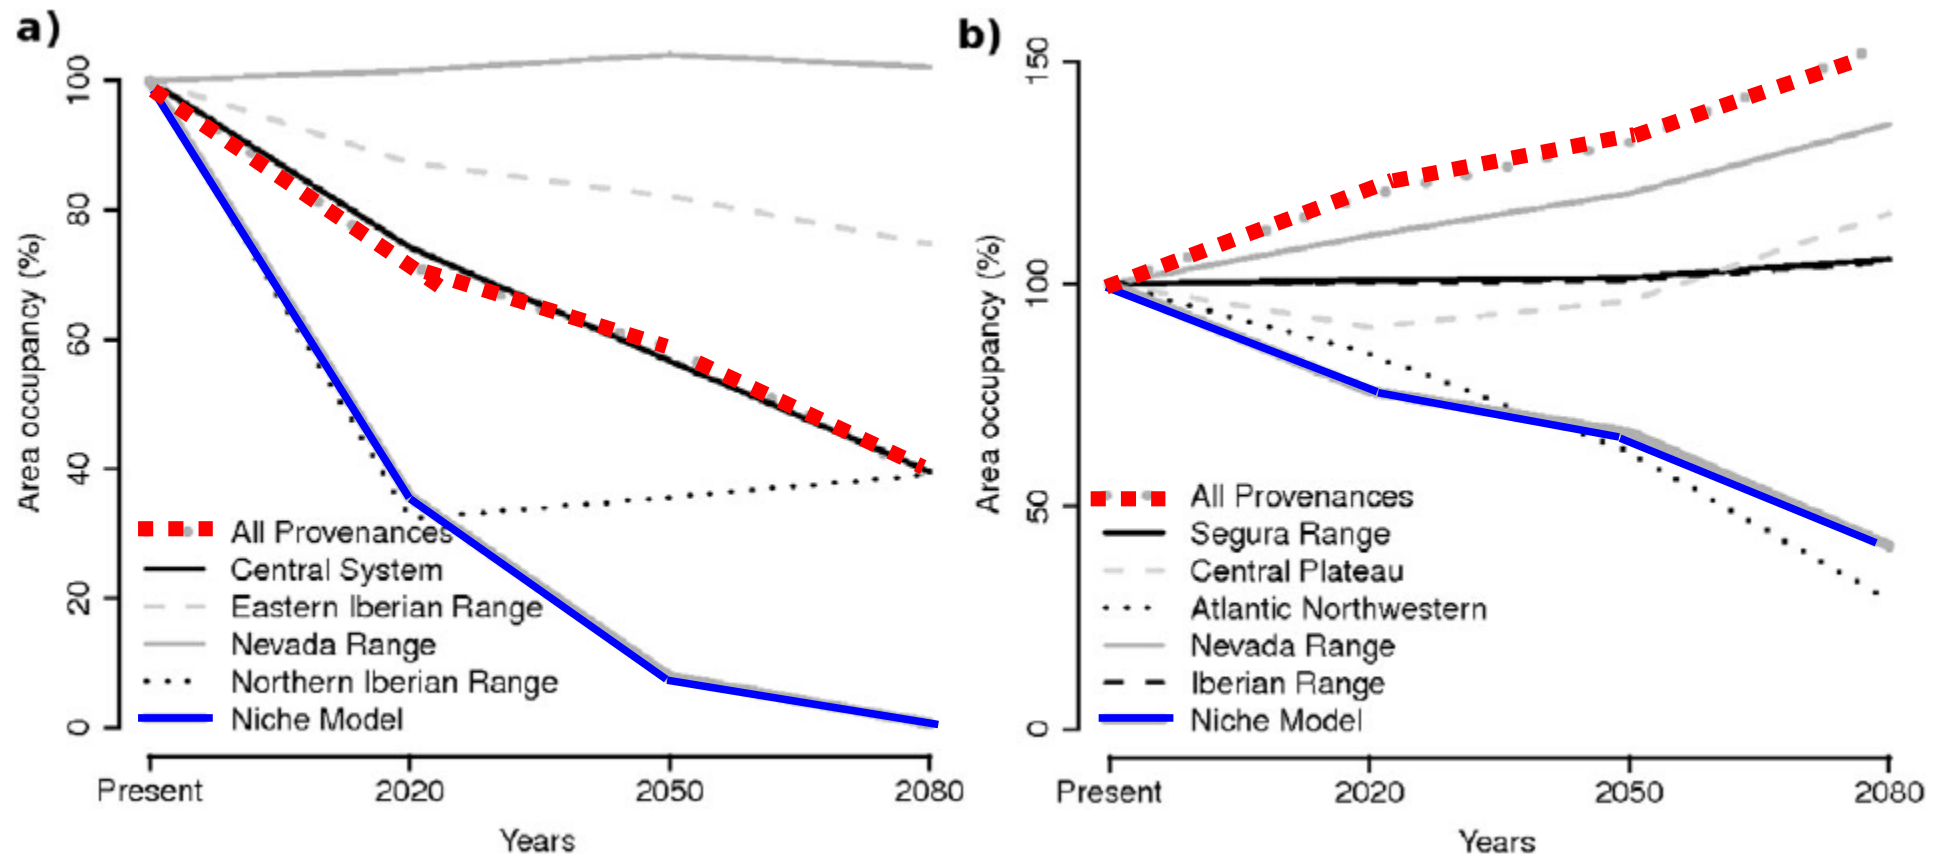 a)
Area occupancy (%)
100
80
60
40
20
0
All Provenances
Central System
Eastern Iberian Range
Nevada Range
Northern Iberian Range
Niche Model
Present 2020 2050 2080
Years
b)
Area occupancy (%)
150
100
50
0
All Provenances
Segura Range
Central Plateau
Atlantic Northwestern
Nevada Range
Iberian Range
Niche Model
Present 2020 2050 2080
Years